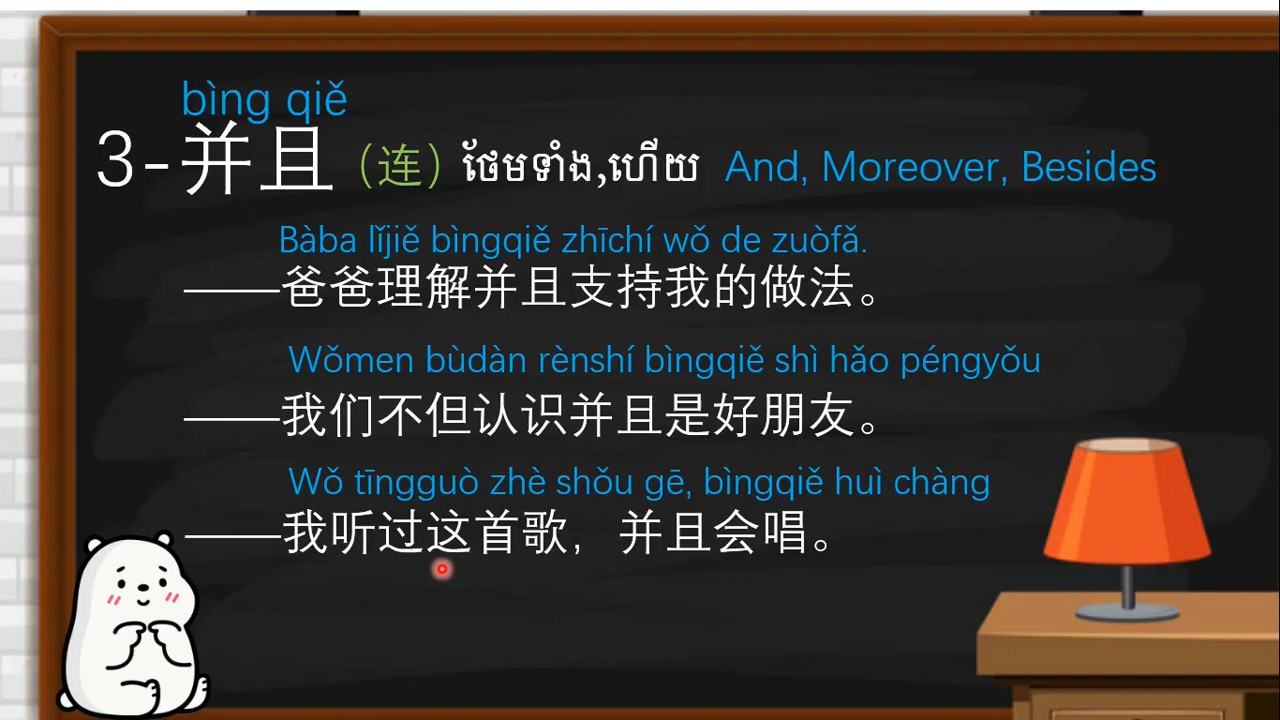 bìng qiě
3-并且（连）ថែមទាំង,ហើយ And, Moreover, Besides
Bàba lǐjiě bìngqiě zhīchí wǒ de zuòfǎ.
——爸爸理解并且支持我的做法。
Wǒmen bùdàn rènshí bìngqiě shì hǎo péngyǒu
——我们不但认识并且是好朋友。
Wǒ tīngguò zhè shǒu gē, bìngqiě huì chàng
——我听过这首歌，并且会唱。